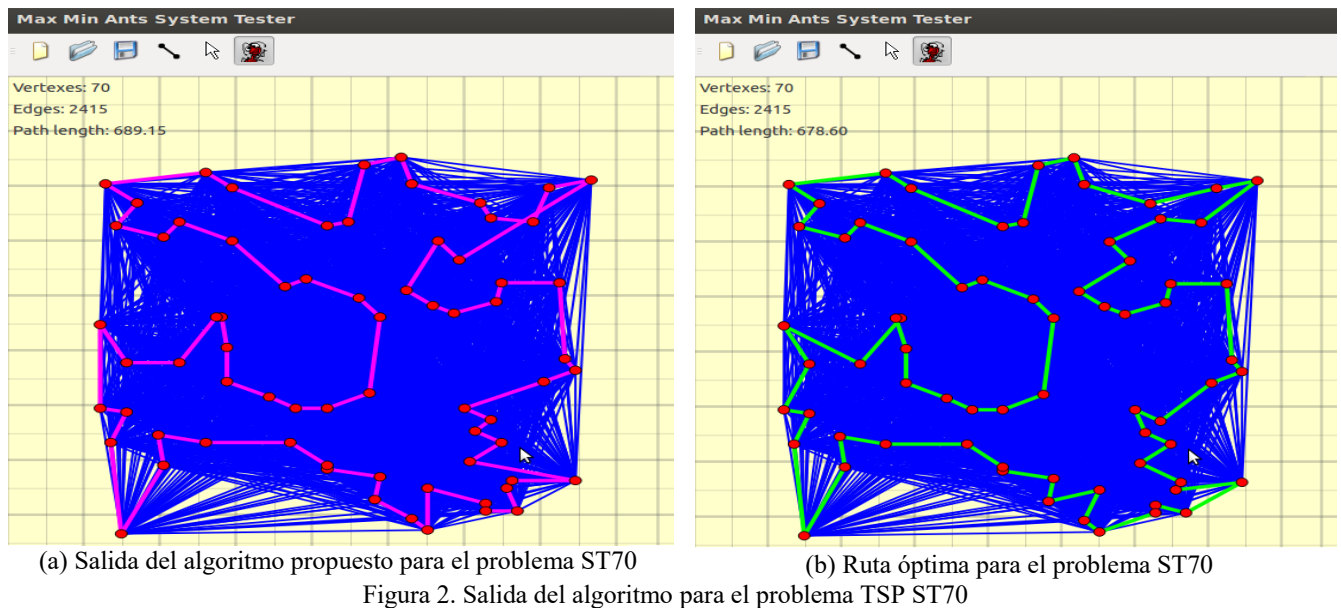 Max Min Ants System Tester
Vertexes: 70
Edges: 2415
Path length: 689.15
(a) Salida del algoritmo propuesto para el problema ST70
Max Min Ants System Tester
Vertexes: 70
Edges: 2415
Path length: 678.60
(b) Ruta óptima para el problema ST70
Figura 2. Salida del algoritmo para el problema TSP ST70